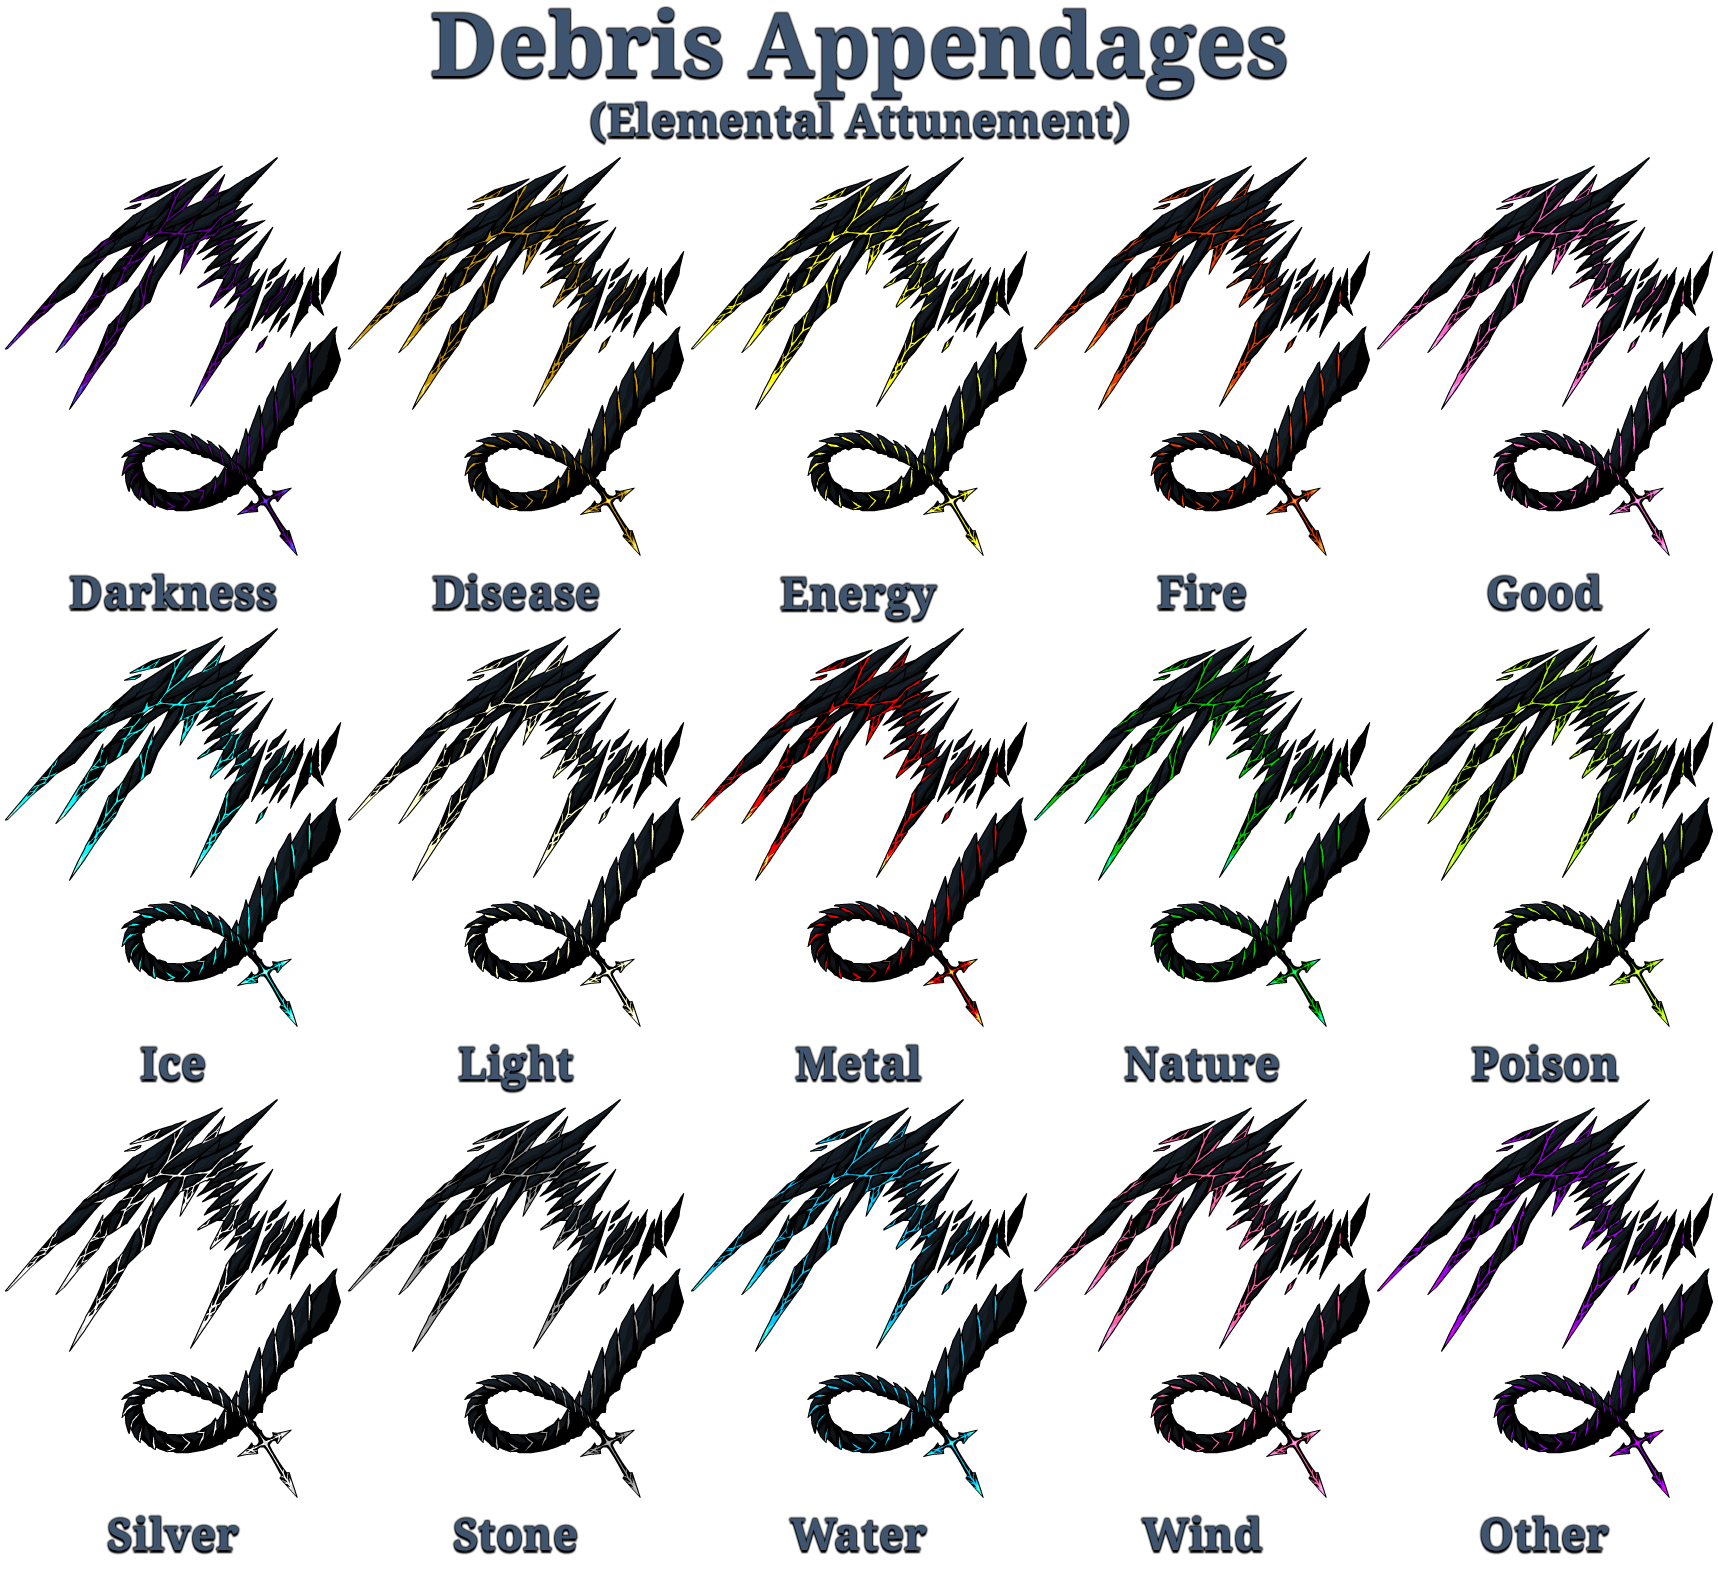 Debris Appendages
(Elemental Attunement)
Darkness Disease Energy Fire Good
Ice Light Metal Nature Poison
Silver Stone Water Wind Other